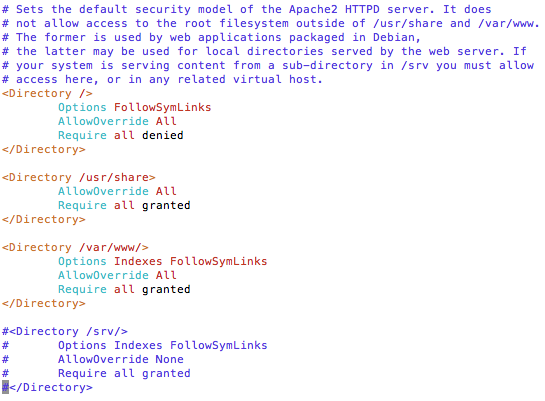 # Sets the default security model of the Apache2 HTTPD server. It does
# not allow access to the root filesystem outside of /usr/share and /var/www.
# The former is used by web applications packaged in Debian,
# the latter may be used for local directories served by the web server. If
# your system is serving content from a sub-directory in /srv you must allow
# access here, or in any related virtual host.
<Directory />
        Options FollowSymLinks
        AllowOverride All
        Require all denied
</Directory>

<Directory /usr/share>
        AllowOverride All
        Require all granted
</Directory>

<Directory /var/www/>
        Options Indexes FollowSymLinks
        AllowOverride All
        Require all granted
</Directory>

#<Directory /srv/>
#       Options Indexes FollowSymLinks
#       AllowOverride None
#       Require all granted
#</Directory>